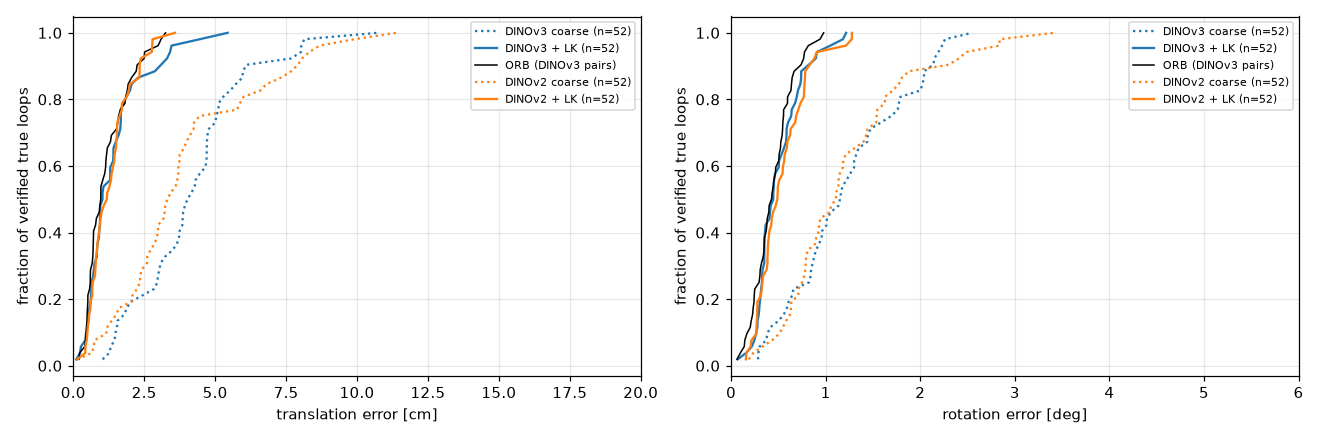 fraction of verified true loops
1.0
0.8
0.6
0.4
0.2
0.0
0.0 2.5 5.0 7.5 10.0 12.5 15.0 17.5 20.0
translation error [cm]
DINOv3 coarse (n=52)
DINOv3 + LK (n=52)
ORB (DINOv3 pairs)
DINOv2 coarse (n=52)
DINOv2 + LK (n=52)
fraction of verified true loops
1.0
0.8
0.6
0.4
0.2
0.0
0 1 2 3 4 5 6
rotation error [deg]
DINOv3 coarse (n=52)
DINOv3 + LK (n=52)
ORB (DINOv3 pairs)
DINOv2 coarse (n=52)
DINOv2 + LK (n=52)